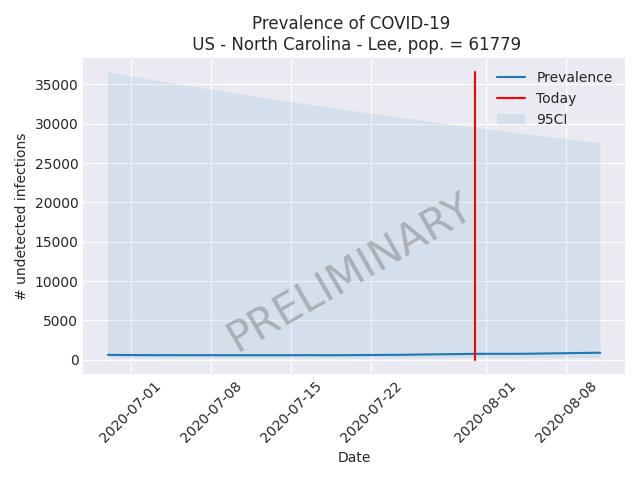 Prevalence of COVID-19
US - North Carolina - Lee, pop. = 61779
Prevalence
Today
95CI
35000
30000
25000
20000
15000
10000
5000
0
# undetected infections
PRELIMINARY
2020-07-01
2020-07-08
2020-07-15
2020-07-22
2020-08-01
2020-08-08
Date